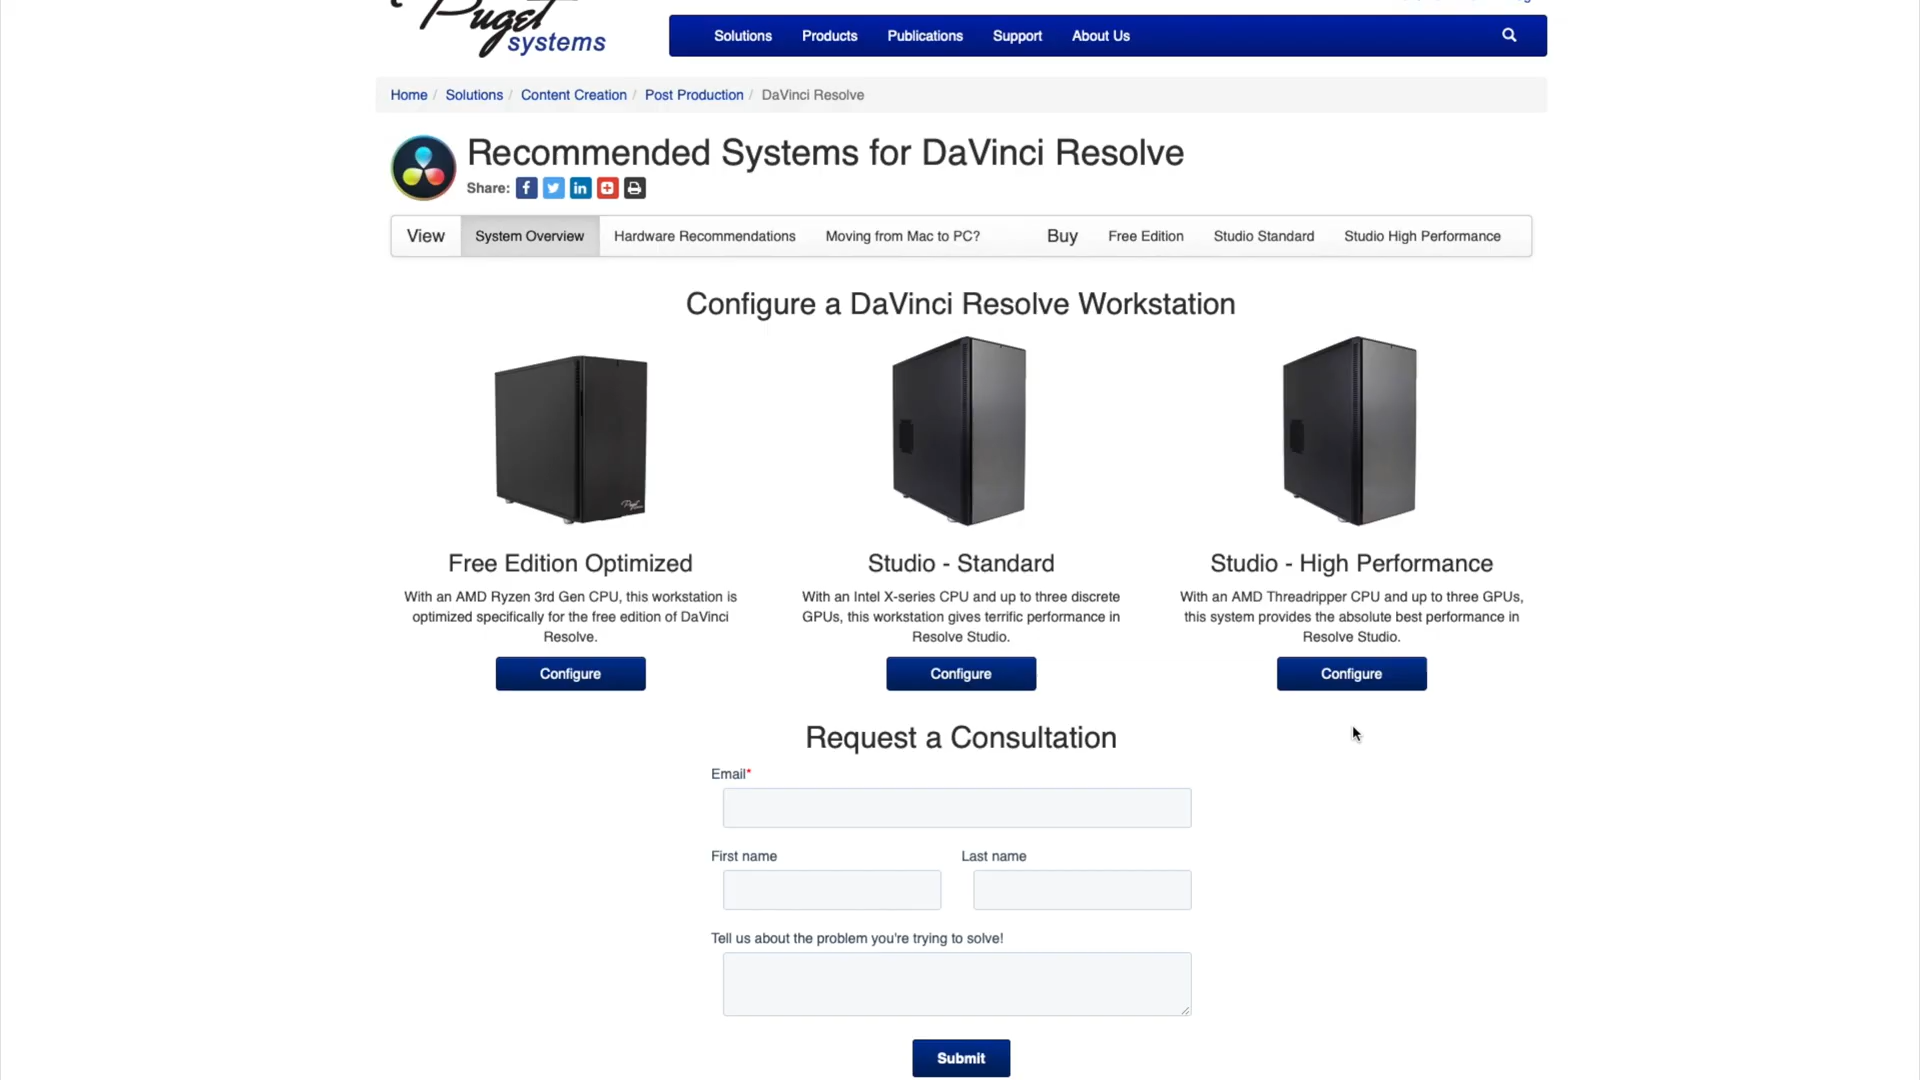 Puget
systems
Solutions Products Publications Support About Us
Home / Solutions / Content Creation / Post Production / DaVinci Resolve
Recommended Systems for DaVinci Resolve
Share:
View System Overview Hardware Recommendations Moving from Mac to PC? Buy Free Edition Studio Standard Studio High Performance
Configure a DaVinci Resolve Workstation
Free Edition Optimized
With an AMD Ryzen 3rd Gen CPU, this workstation is
optimized specifically for the free edition of DaVinci
Resolve.
Configure
Studio - Standard
With an Intel X-series CPU and up to three discrete
GPUs, this workstation gives terrific performance in
Resolve Studio.
Configure
Studio - High Performance
With an AMD Threadripper CPU and up to three GPUs,
this system provides the absolute best performance in
Resolve Studio.
Configure
Request a Consultation
Email*
First name Last name
Tell us about the problem you're trying to solve!
Submit